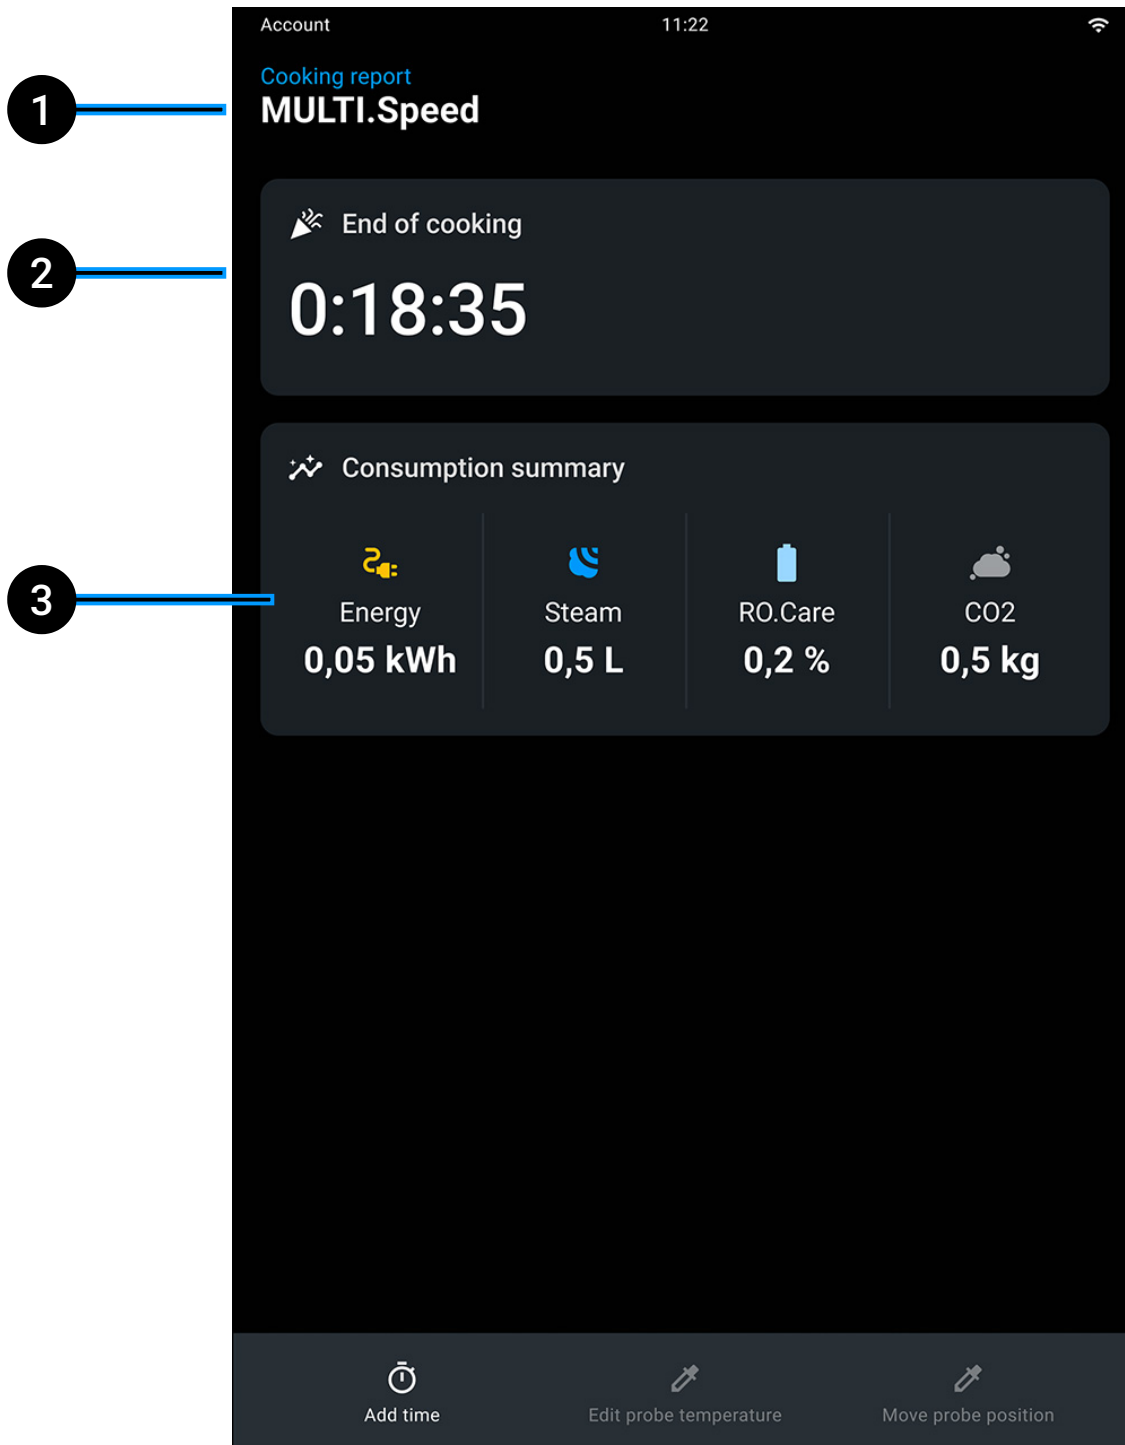 Account 11:22
Cooking report
1
MULTI.Speed
End of cooking
2
0:18:35
Consumption summary
3
Energy Steam RO.Care CO2
0,05 kWh 0,5 L 0,2 % 0,5 kg
Add time Edit probe temperature Move probe position